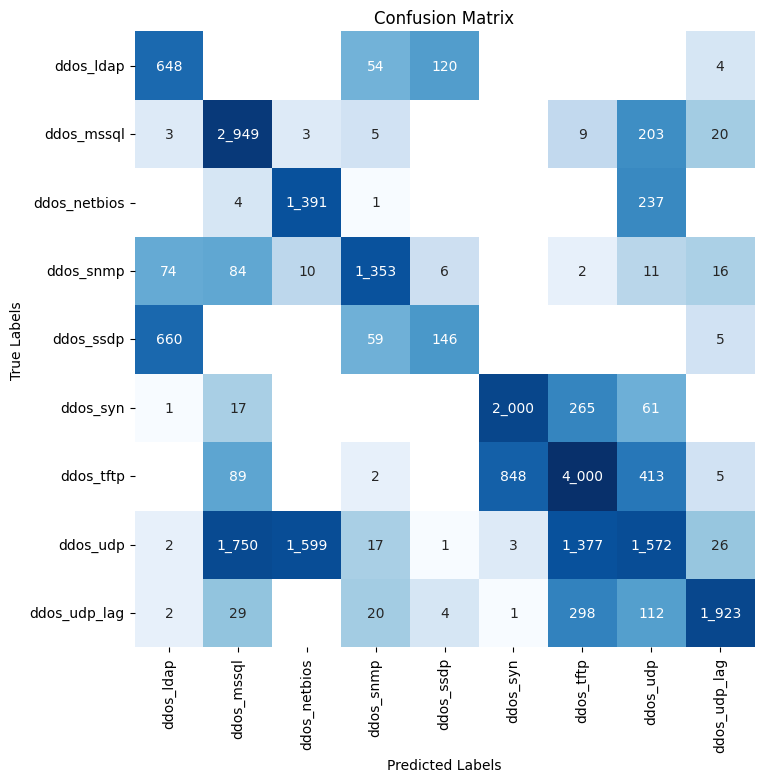 Confusion Matrix
True Labels
ddos_ldap 648 54 120 4
ddos_mssql 3 2_949 3 5 9 203 20
ddos_netbios 4 1_391 1 237
ddos_snmp 74 84 10 1_353 6 2 11 16
ddos_ssdp 660 59 146 5
ddos_syn 1 17 2_000 265 61
ddos_tftp 89 2 848 4_000 413 5
ddos_udp 2 1_750 1_599 17 1 3 1_377 1_572 26
ddos_udp_lag 2 29 20 4 1 298 112 1_923
ddos_ldap ddos_mssql ddos_netbios ddos_snmp ddos_ssdp ddos_syn ddos_tftp ddos_udp ddos_udp_lag
Predicted Labels